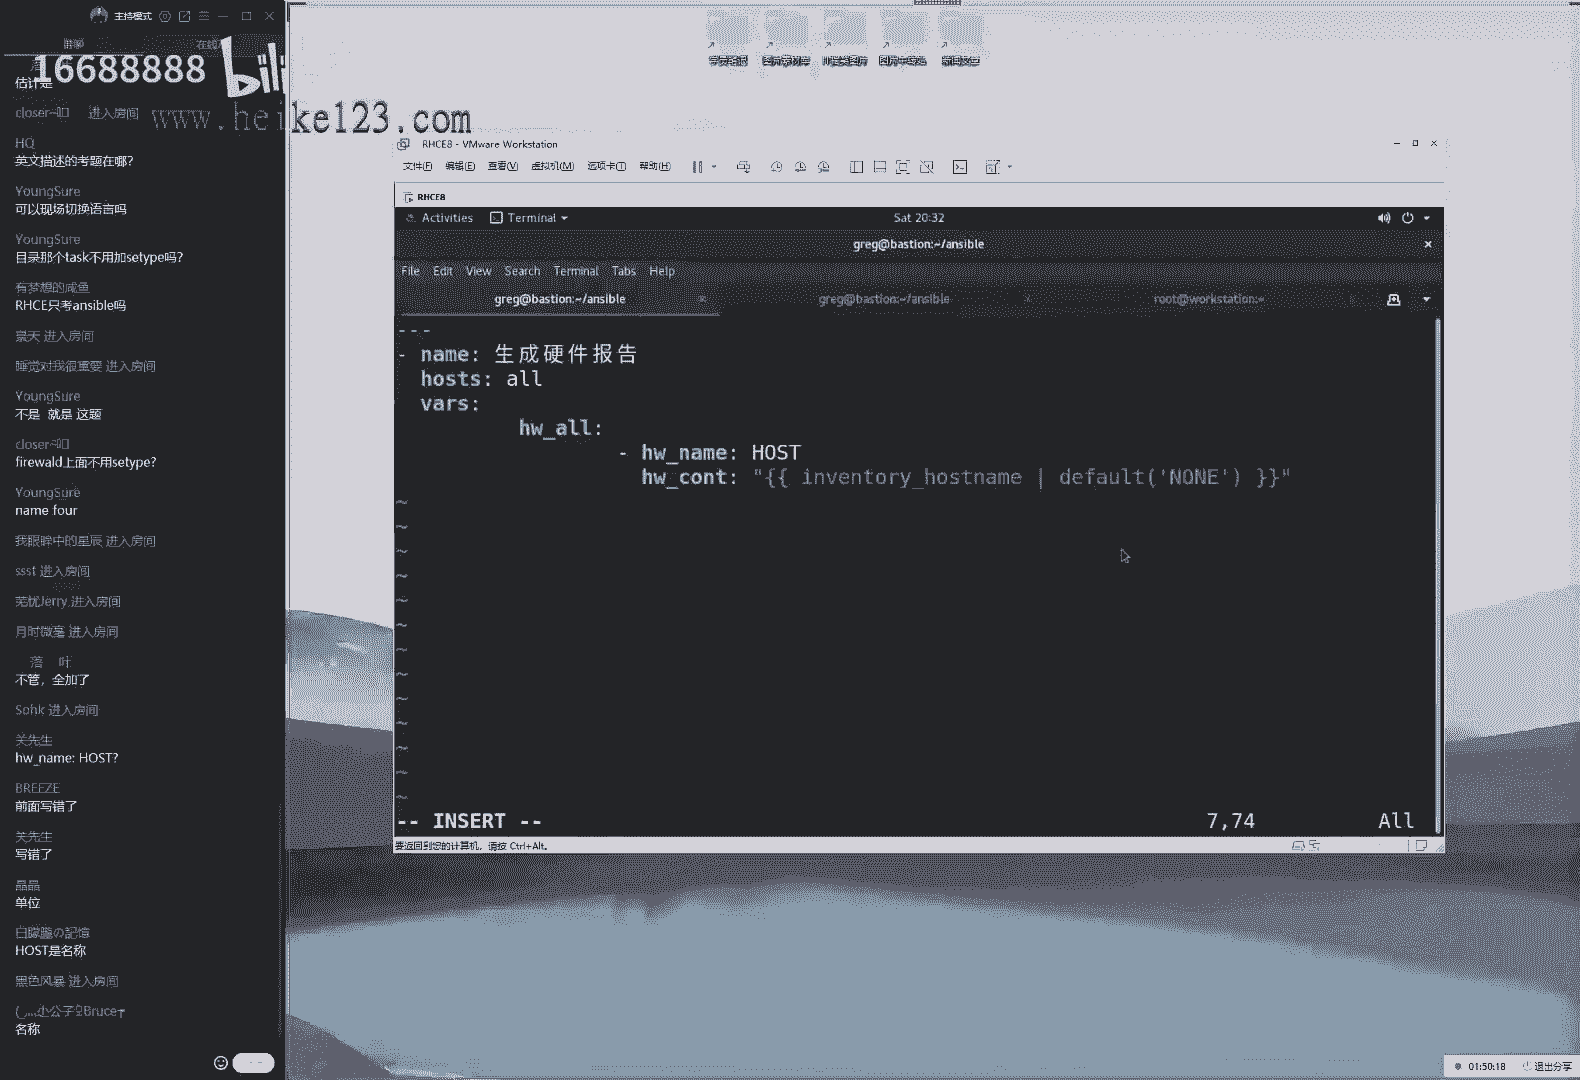 主持模式
群聊
16688888
bili
估计是
www.heike123.com
进入房间
HQ
英文描述的考题在哪?
YoungSure
可以现场切换语言吗
YoungSure
目录那个task不用加setype吗?
有梦想的咸鱼
RHCE只考ansible吗
景天 进入房间
睡觉对我很重要 进入房间
YoungSure
不是 就是 这题
firewald上面不用setype?
YoungSure
name four
我眼眸中的星辰 进入房间
ssst 进入房间
芜忧Jerry 进入房间
月时微毫 进入房间
落 叶
不管，全加了
Sohk 进入房间
关先生
hw_name: HOST?
BREEZE
前面写错了
关先生
写错了
晶晶
单位
白朦朧の記憶
HOST是名称
黑色风暴 进入房间
名称
RHCE8 - VMware Workstation
文件(F) 编辑(E) 查看(V) 虚拟机(M) 选项卡(T) 帮助(H)
RHCE8
Activities Terminal Sat 20:32
greg@bastion:~/ansible
File Edit View Search Terminal Tabs Help
greg@bastion:~/ansible greg@bastion:~/ansible root@workstation:~
---
- name: 生成硬件报告
hosts: all
vars:
hw_all:
- hw_name: HOST
hw_cont: "{{ inventory_hostname | default('NONE') }}"
~
~
~
~
~
~
~
~
~
~
~
~
~
-- INSERT -- 7,74 All
要返回到您的计算机，请按 Ctrl+Alt。
01:50:18 退出分享